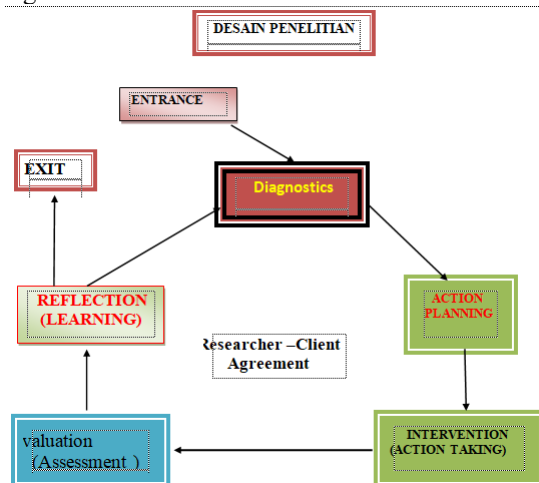 DESAIN PENELITIAN
ENTRANCE
EXIT
Diagnostics
REFLECTION
(LEARNING)
ACTION
PLANNING
Researcher –Client
Agreement
valuation
(Assessment )
INTERVENTION
(ACTION TAKING)